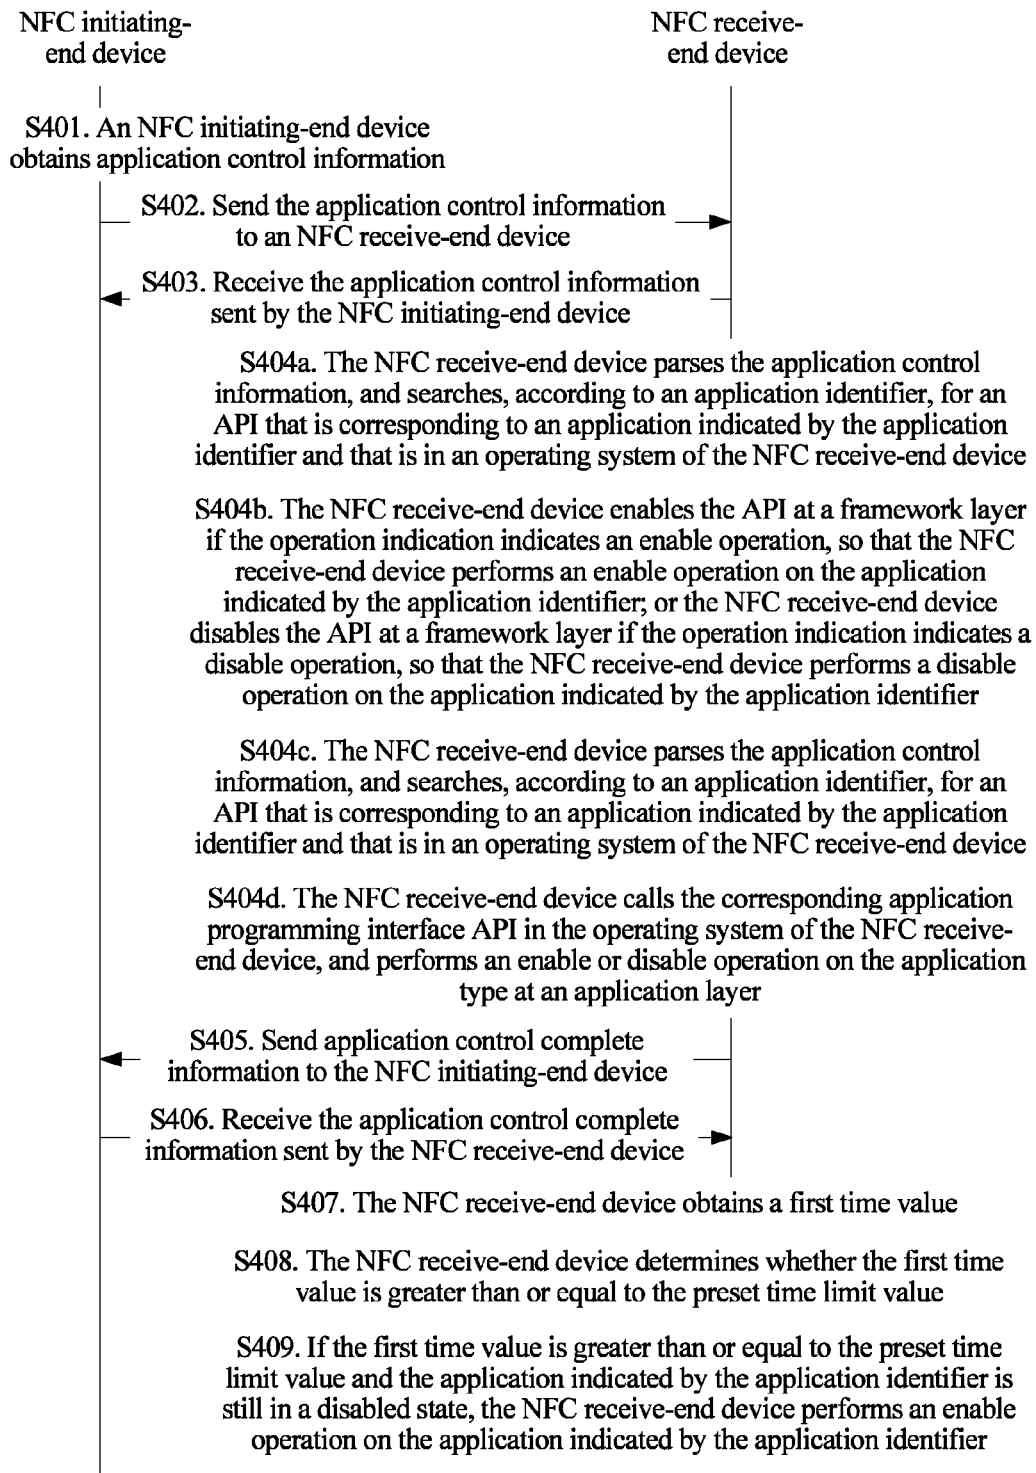 NFC initiating-
end device
NFC receive-
end device
S401. An NFC initiating-end device
obtains application control information
S402. Send the application control information
to an NFC receive-end device
S403. Receive the application control information
sent by the NFC initiating-end device
S404a. The NFC receive-end device parses the application control
information, and searches, according to an application identifier, for an
API that is corresponding to an application indicated by the application
identifier and that is in an operating system of the NFC receive-end device
S404b. The NFC receive-end device enables the API at a framework layer
if the operation indication indicates an enable operation, so that the NFC
receive-end device performs an enable operation on the application
indicated by the application identifier; or the NFC receive-end device
disables the API at a framework layer if the operation indication indicates a
disable operation, so that the NFC receive-end device performs a disable
operation on the application indicated by the application identifier
S404c. The NFC receive-end device parses the application control
information, and searches, according to an application identifier, for an
API that is corresponding to an application indicated by the application
identifier and that is in an operating system of the NFC receive-end device
S404d. The NFC receive-end device calls the corresponding application
programming interface API in the operating system of the NFC receive-
end device, and performs an enable or disable operation on the application
type at an application layer
S405. Send application control complete
information to the NFC initiating-end device
S406. Receive the application control complete
information sent by the NFC receive-end device
S407. The NFC receive-end device obtains a first time value
S408. The NFC receive-end device determines whether the first time
value is greater than or equal to the preset time limit value
S409. If the first time value is greater than or equal to the preset time
limit value and the application indicated by the application identifier is
still in a disabled state, the NFC receive-end device performs an enable
operation on the application indicated by the application identifier